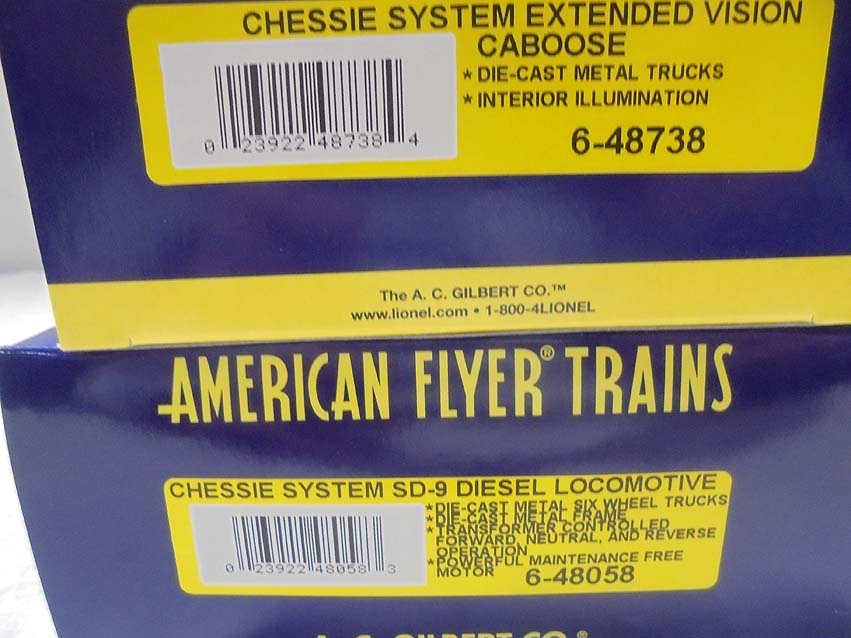 CHESSIE SYSTEM EXTENDED VISION
CABOOSE
* DIE-CAST METAL TRUCKS
* INTERIOR ILLUMINATION
6-48738
0 23922 48738 4
The A. C. GILBERT CO.™
www.lionel.com • 1-800-4LIONEL
AMERICAN FLYER® TRAINS
CHESSIE SYSTEM SD-9 DIESEL LOCOMOTIVE
*DIE-CAST METAL SIX WHEEL TRUCKS
*DIE-CAST METAL FRAME
*TRANSFORMER CONTROLLED
FORWARD, NEUTRAL, AND REVERSE
OPERATION
*POWERFUL MAINTENANCE FREE
MOTOR
6-48058
0 23922 48058 3
A. C. GILBERT CO.®